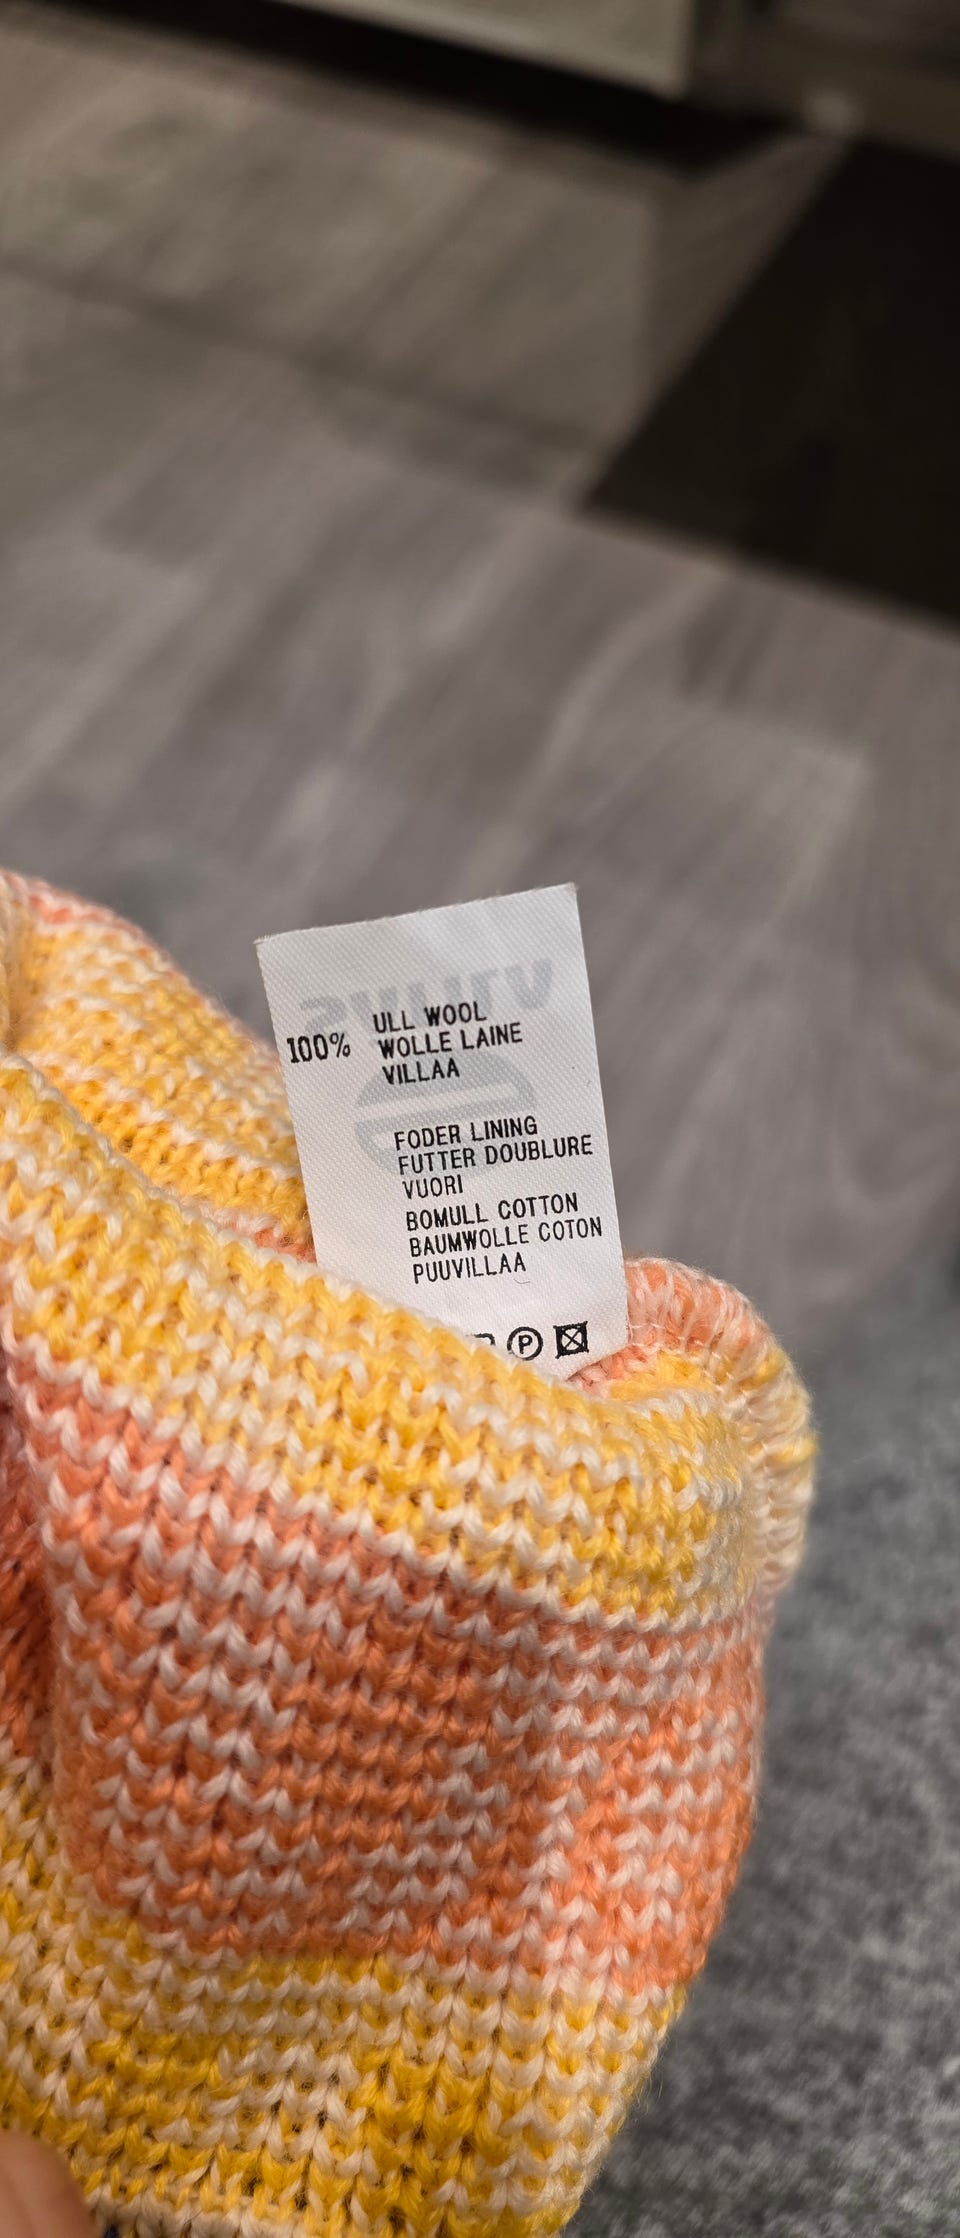 100% ULL WOOL
WOLLE LAINE
VILLAA
FODER LINING
FUTTER DOUBLURE
VUORI
BOMULL COTTON
BAUMWOLLE COTON
PUUVILLAA
P